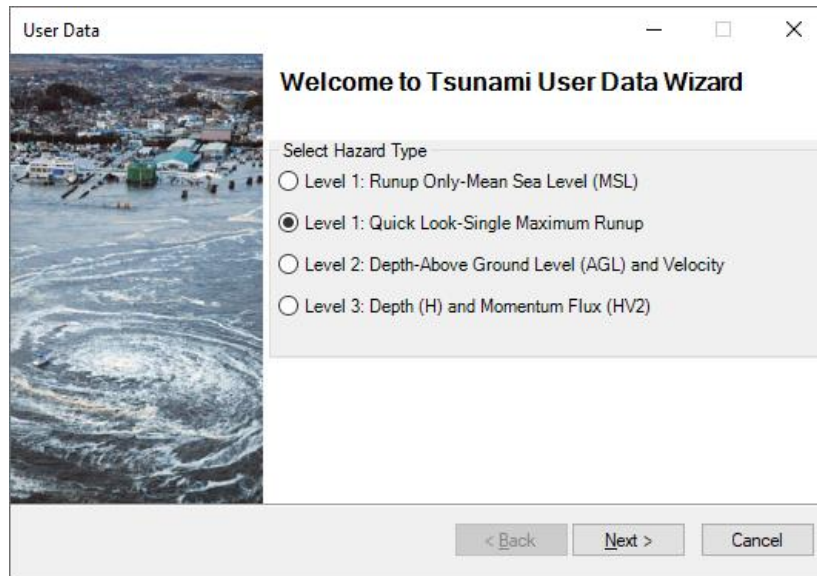 User Data
Welcome to Tsunami User Data Wizard
Select Hazard Type
Level 1: Runup Only-Mean Sea Level (MSL)
Level 1: Quick Look-Single Maximum Runup
Level 2: Depth-Above Ground Level (AGL) and Velocity
Level 3: Depth (H) and Momentum Flux (HV2)
< Back
Next >
Cancel